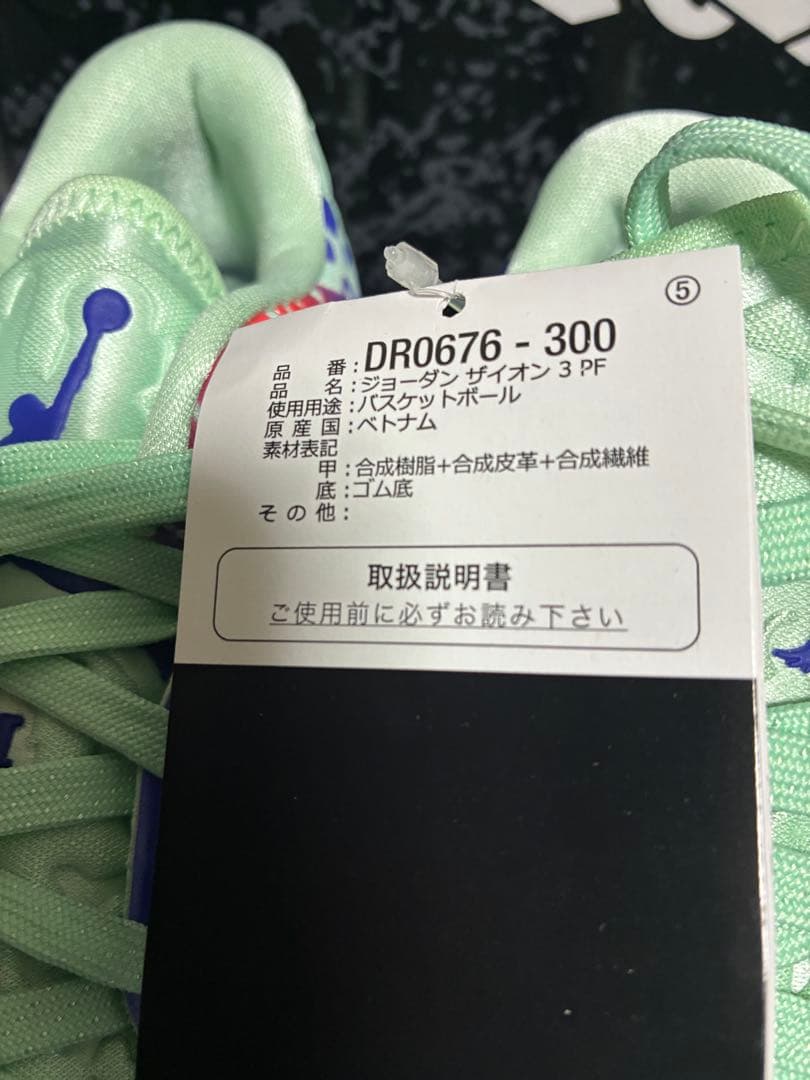 ⑤
品番:DR0676-300
品名:ジョーダン ザイオン 3 PF
使用用途:バスケットボール
原産国:ベトナム
素材表記
甲:合成樹脂+合成皮革+合成繊維
底:ゴム底
その他:
取扱説明書
ご使用前に必ずお読み下さい